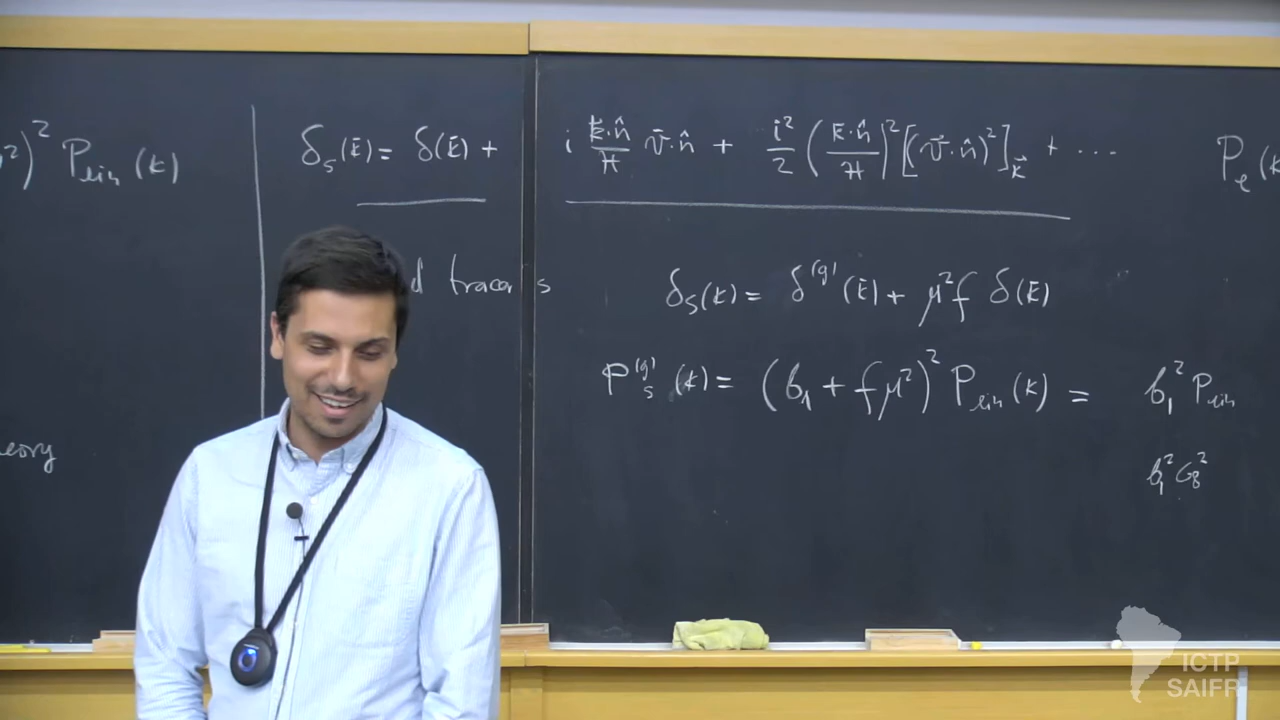 ²)² P_lin (k)
δ_s(k̄) = δ(k̄) + i (k⃗·n̂)/ℋ v⃗·n̂ + i²/2 ((k̄·n̂)/ℋ)² [(v⃗·n̂)²]_k⃗ + ...
P_ℓ(k
d tracers
δ_s(k) = δ^(g)(k̄) + μ²f δ(k̄)
P_s^(g)(k) = (b₁ + fμ²)² P_lin(k) = b₁² P_lin
eory
b₁² σ₈²
ICTP
SAIFR